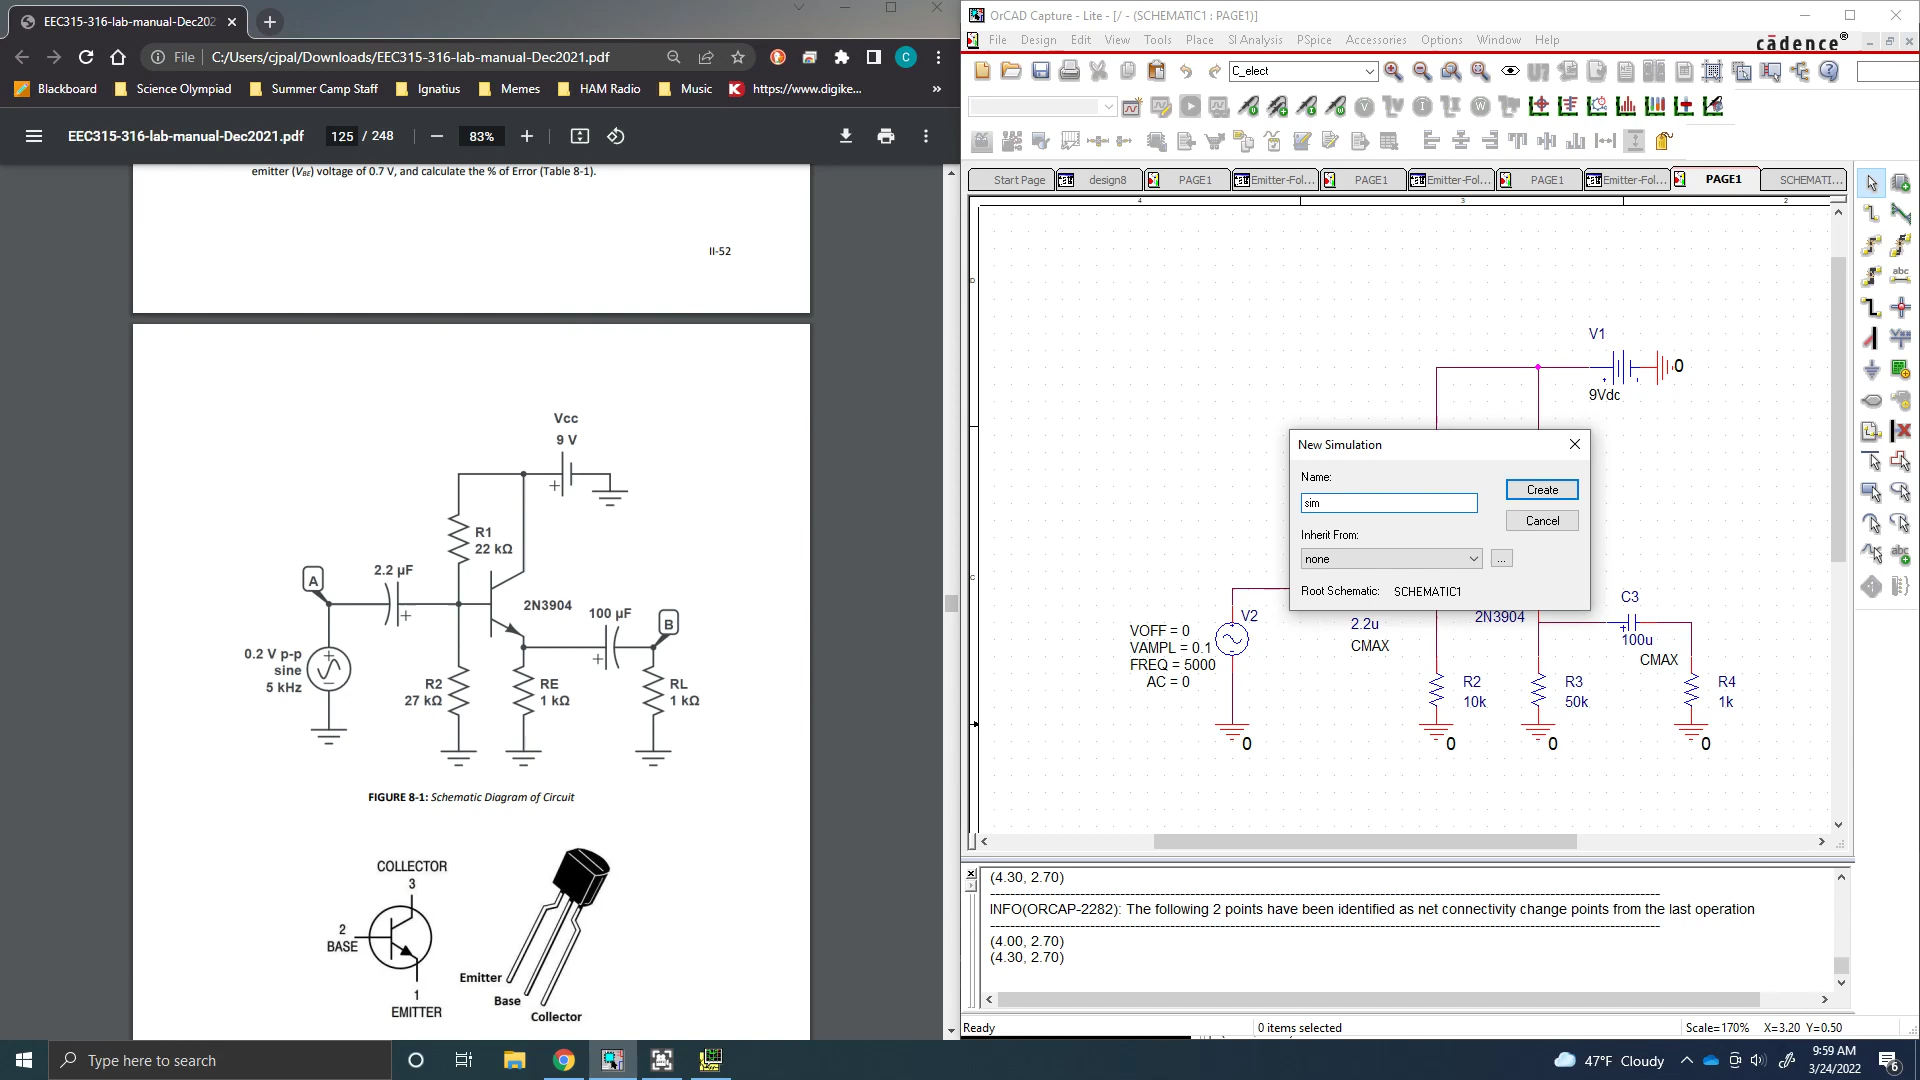 EEC315-316-lab-manual-Dec202
File
C:/Users/cjpal/Downloads/EEC315-316-lab-manual-Dec2021.pdf
C
Blackboard
Science Olympiad
Summer Camp Staff
Ignatius
Memes
HAM Radio
Music
https://www.digike...
»
EEC315-316-lab-manual-Dec2021.pdf
125 / 248
83%
emitter (VBE) voltage of 0.7 V, and calculate the % of Error (Table 8-1).
II-52
Vcc
9 V
+
R1
22 kΩ
A
2.2 µF
+
2N3904
100 µF
+
B
0.2 V p-p
sine
5 kHz
R2
27 kΩ
RE
1 kΩ
RL
1 kΩ
FIGURE 8-1: Schematic Diagram of Circuit
COLLECTOR
3
2
BASE
1
EMITTER
Emitter
Base
Collector
OrCAD Capture - Lite - [/ - (SCHEMATIC1 : PAGE1)]
File Design Edit View Tools Place SI Analysis PSpice Accessories Options Window Help
cādence®
C_elect
Start Page
design8
PAGE1
Emitter-Fol...
PAGE1
Emitter-Fol...
PAGE1
Emitter-Fol...
PAGE1
SCHEMATI...
4
3
2
D
C
V1
0
9Vdc
New Simulation
Name:
sim
Create
Cancel
Inherit From:
none
...
Root Schematic: SCHEMATIC1
V2
VOFF = 0
VAMPL = 0.1
FREQ = 5000
AC = 0
0
2.2u
CMAX
2N3904
C3
100u
CMAX
R2
10k
0
R3
50k
0
R4
1k
0
(4.30, 2.70)
INFO(ORCAP-2282): The following 2 points have been identified as net connectivity change points from the last operation
(4.00, 2.70)
(4.30, 2.70)
Ready
0 items selected
Scale=170% X=3.20 Y=0.50
Type here to search
47°F Cloudy
9:59 AM
3/24/2022
6